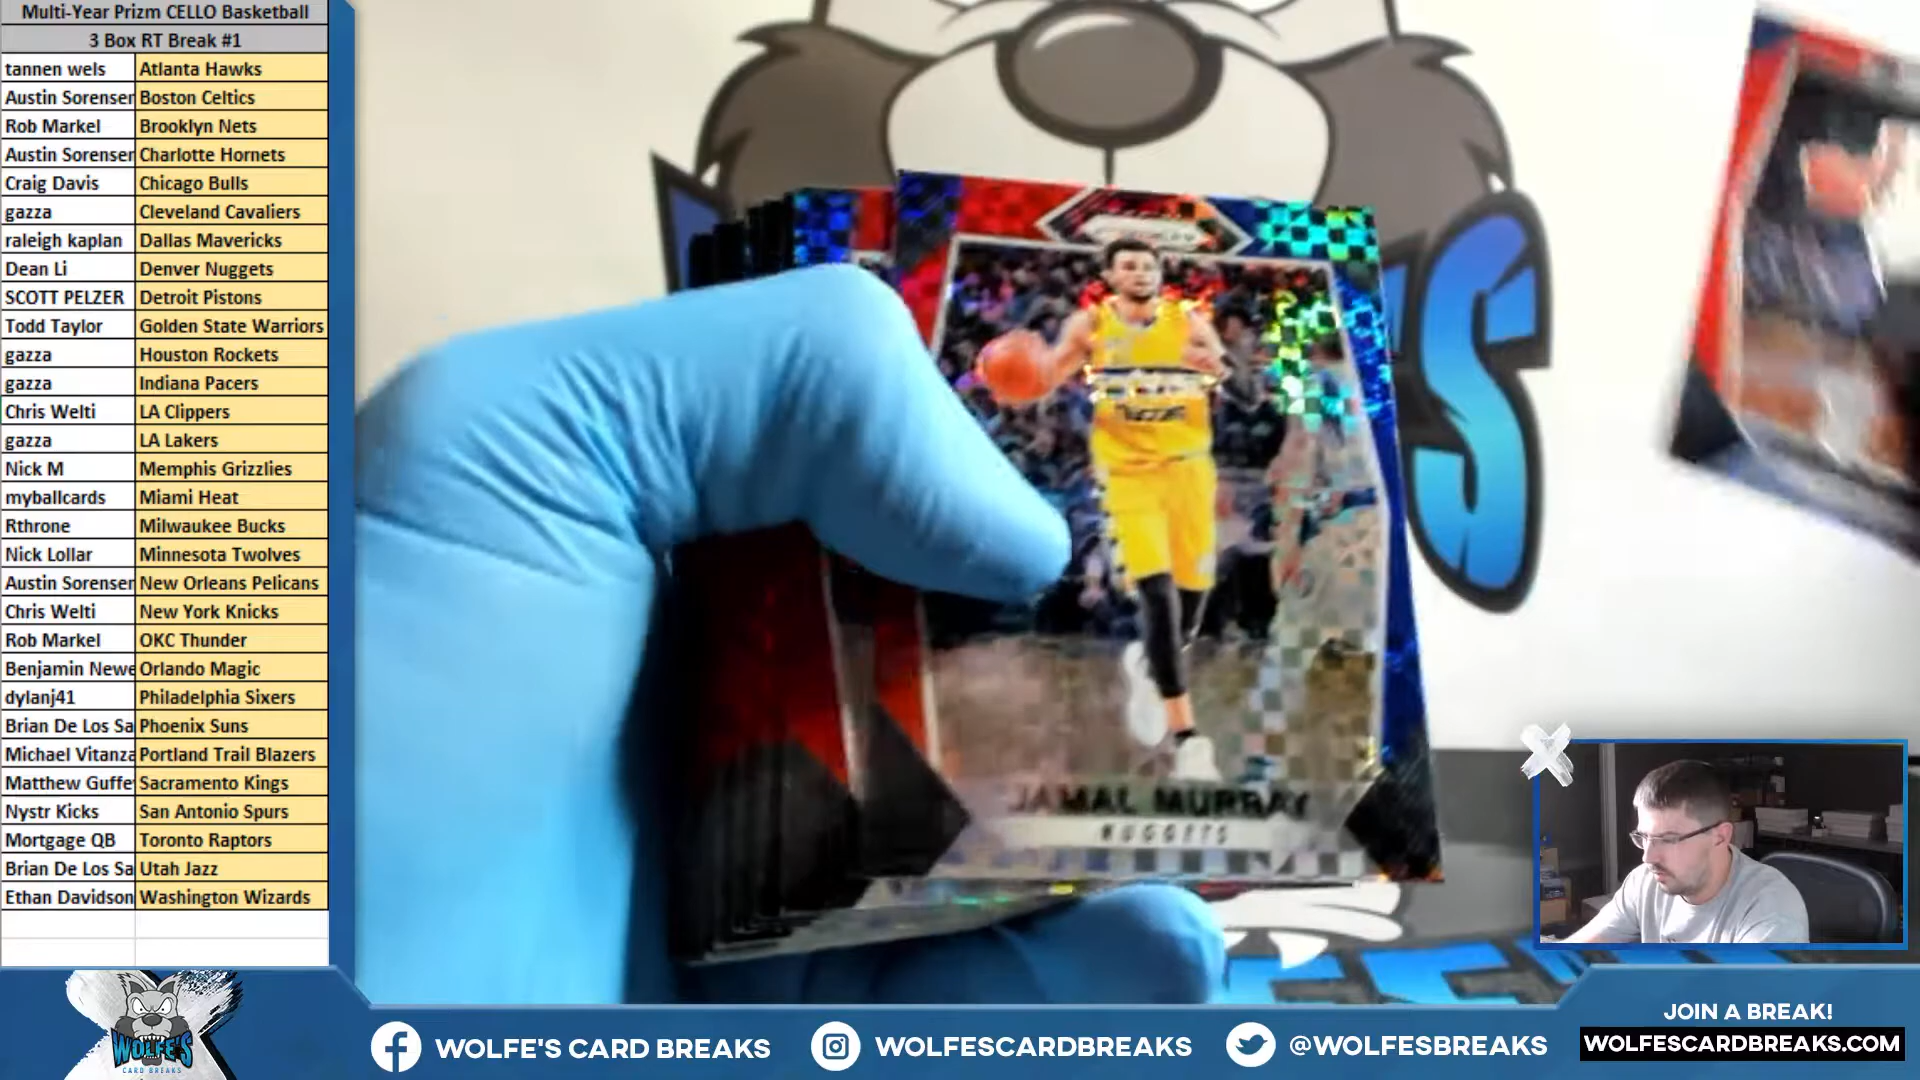 Multi-Year Prizm CELLO Basketball
3 Box RT Break #1
tannen wels Atlanta Hawks
Austin Sorensen Boston Celtics
Rob Markel Brooklyn Nets
Austin Sorensen Charlotte Hornets
Craig Davis Chicago Bulls
gazza Cleveland Cavaliers
raleigh kaplan Dallas Mavericks
Dean Li Denver Nuggets
SCOTT PELZER Detroit Pistons
Todd Taylor Golden State Warriors
gazza Houston Rockets
gazza Indiana Pacers
Chris Welti LA Clippers
gazza LA Lakers
Nick M Memphis Grizzlies
myballcards Miami Heat
Rthrone Milwaukee Bucks
Nick Lollar Minnesota Twolves
Austin Sorensen New Orleans Pelicans
Chris Welti New York Knicks
Rob Markel OKC Thunder
Benjamin Newe Orlando Magic
dylanj41 Philadelphia Sixers
Brian De Los Sa Phoenix Suns
Michael Vitanza Portland Trail Blazers
Matthew Guffey Sacramento Kings
Nystr Kicks San Antonio Spurs
Mortgage QB Toronto Raptors
Brian De Los Sa Utah Jazz
Ethan Davidson Washington Wizards
JAMAL MURRAY
NUGGETS
WOLFE'S
CARD BREAKS
WOLFE'S CARD BREAKS
WOLFESCARDBREAKS
@WOLFESBREAKS
JOIN A BREAK!
WOLFESCARDBREAKS.COM